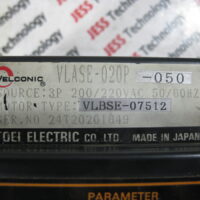 VELCONIC VLASE-020P -050
SOURCE: 3P 200/220VAC 50/60HZ
MOTOR TYPE: VLBSE-07512
SER.NO 24T20201849
TOEI ELECTRIC CO., LTD. MADE IN JAPAN
PARAMETER